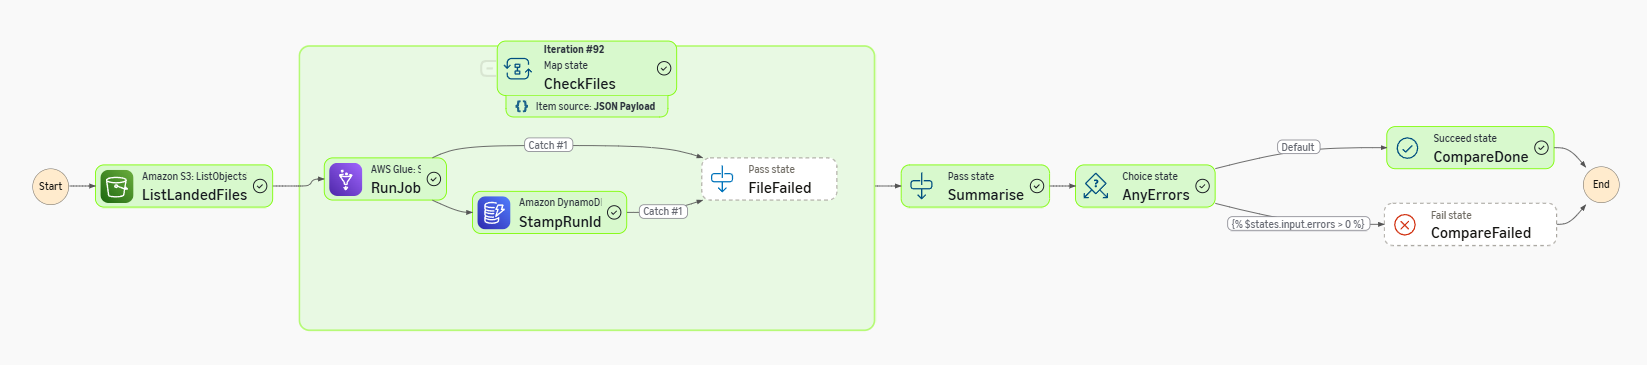 Start
Amazon S3: ListObjects
ListLandedFiles
Iteration #92
Map state
CheckFiles
{} Item source: JSON Payload
Catch #1
AWS Glue: S
RunJob
Amazon DynamoD
StampRunId
Catch #1
Pass state
FileFailed
Pass state
Summarise
Choice state
AnyErrors
Default
{% $states.input.errors > 0 %}
Succeed state
CompareDone
Fail state
CompareFailed
End